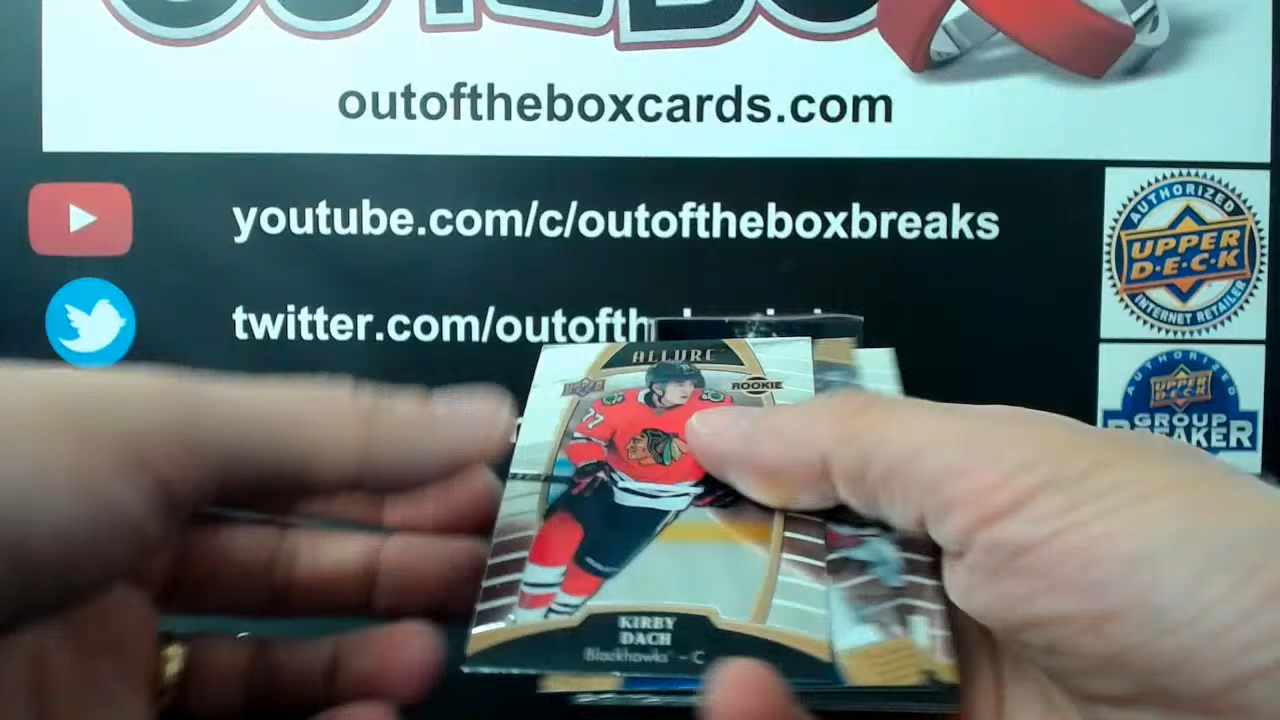 outoftheboxcards.com
youtube.com/c/outoftheboxbreaks
twitter.com/outofth
AUTHORIZED
UPPER
D·E·C·K
INTERNET RETAILER
AUTHORIZED
UPPER
DECK
GROUP
BREAKER
ALLURE
ROOKIE
77
KIRBY
DACH
Blackhawks - C